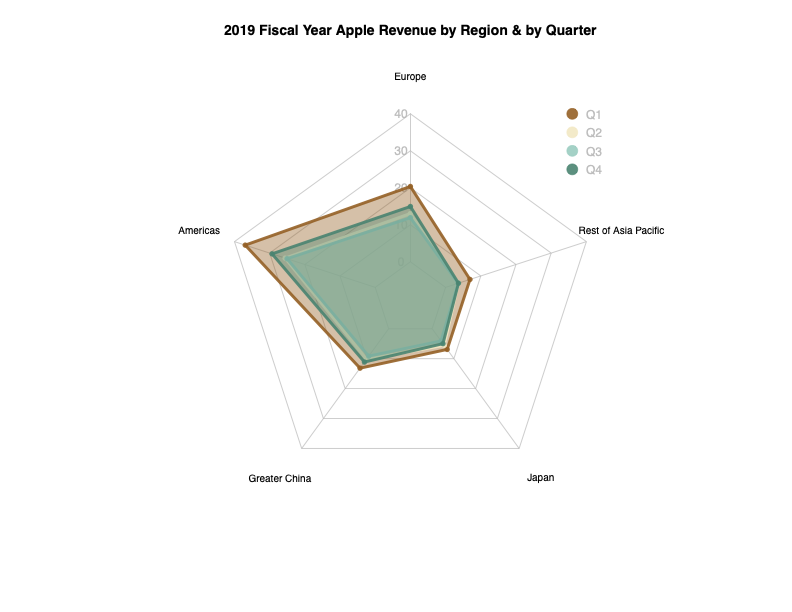 2019 Fiscal Year Apple Revenue by Region & by Quarter
Europe
40
30
20
10
0
Q1
Q2
Q3
Q4
Americas
Rest of Asia Pacific
Greater China
Japan